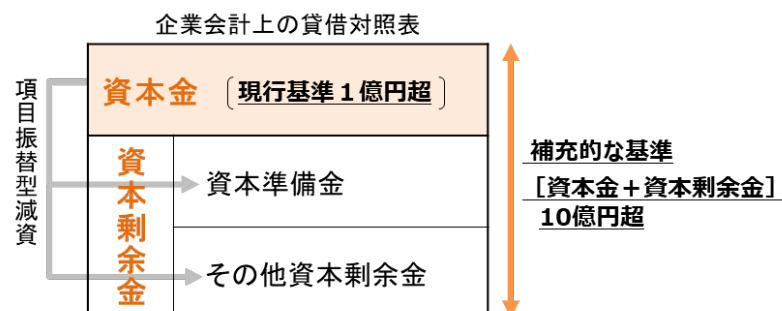 企業会計上の貸借対照表
項目振替型減資
資本金
〔現行基準１億円超〕
資本剰余金
資本準備金
その他資本剰余金
補充的な基準
［資本金＋資本剰余金］
10億円超